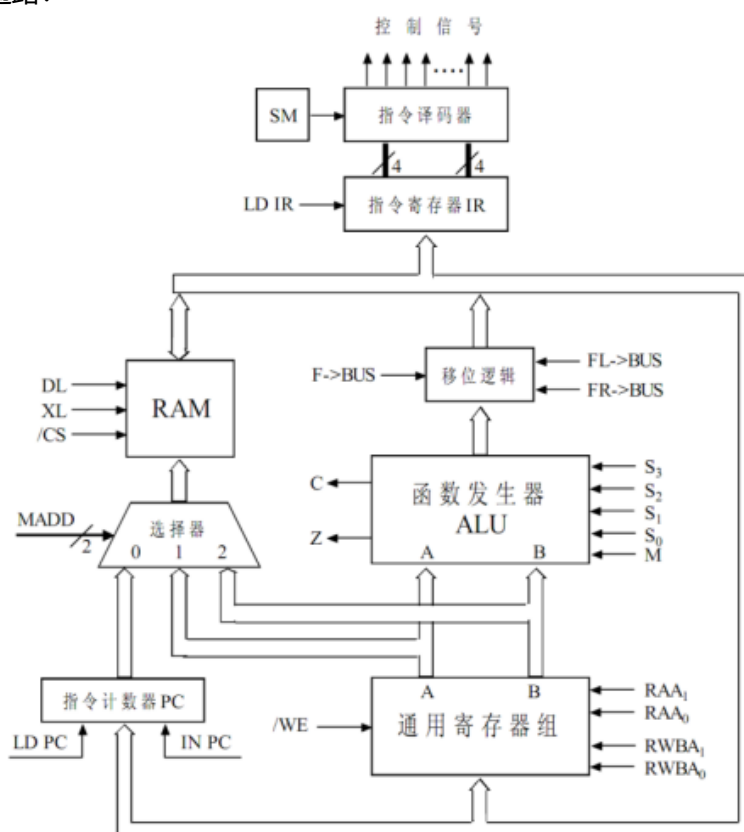 控 制 信 号
SM
指令译码器
4
4
LD IR
指令寄存器IR
DL
XL
/CS
RAM
F->BUS
移位逻辑
FL->BUS
FR->BUS
C
Z
函数发生器
ALU
A
B
S3
S2
S1
S0
M
MADD
2
选择器
0 1 2
指令计数器PC
LD PC
IN PC
/WE
A
B
通用寄存器组
RAA1
RAA0
RWBA1
RWBA0